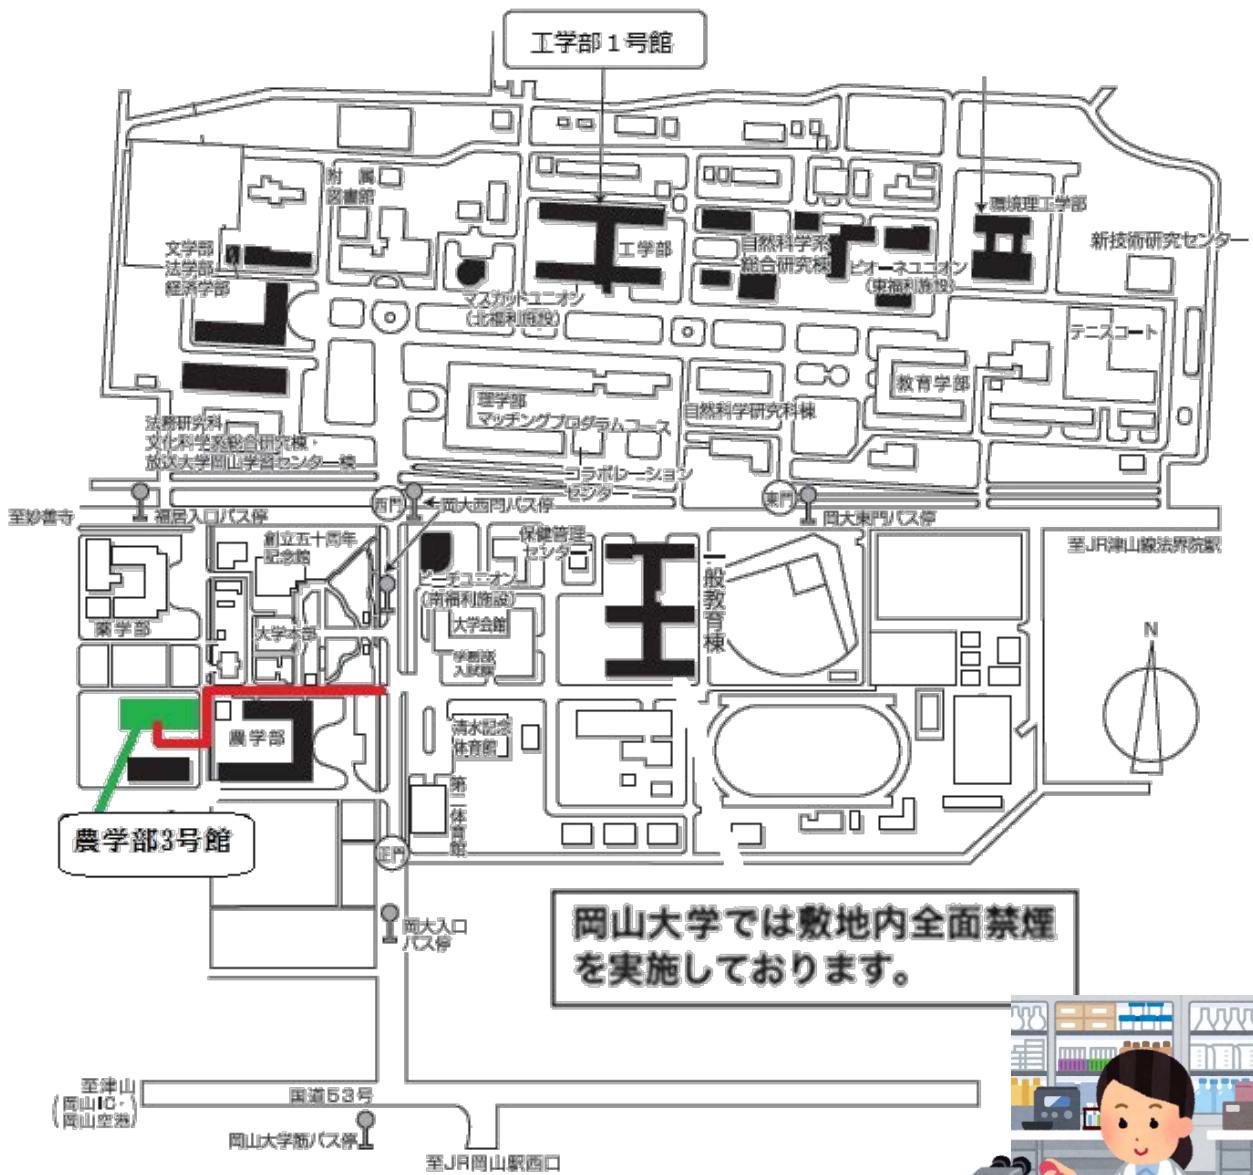 工学部１号館
附属
図書館
環境理工学部
文学部
法学部
経済学部
工学部
自然科学系
総合研究棟
新技術研究センター
ピオーネユニオン
(東福利施設)
マスカットユニオン
(北福利施設)
テニスコート
教育学部
理学部
マッチングプログラムコース
自然科学研究科棟
法務研究科
文化科学系総合研究棟・
放送大学岡山学習センター棟
コラボレーション
センター
西門
岡大西門バス停
東門
岡大東門バス停
至妙善寺
福居入口バス停
至JR津山線法界院駅
創立五十周年
記念館
保健管理
センター
ピーチユニオン
(南福利施設)
一般教育棟
薬学部
大学本部
大学会館
学務部
入試課
N
農学部
清水記念
体育館
第二体育館
農学部3号館
正門
岡大入口
バス停
岡山大学では敷地内全面禁煙
を実施しております。
至津山
(岡山IC・
岡山空港)
国道53号
岡山大学筋バス停
至JR岡山駅西口